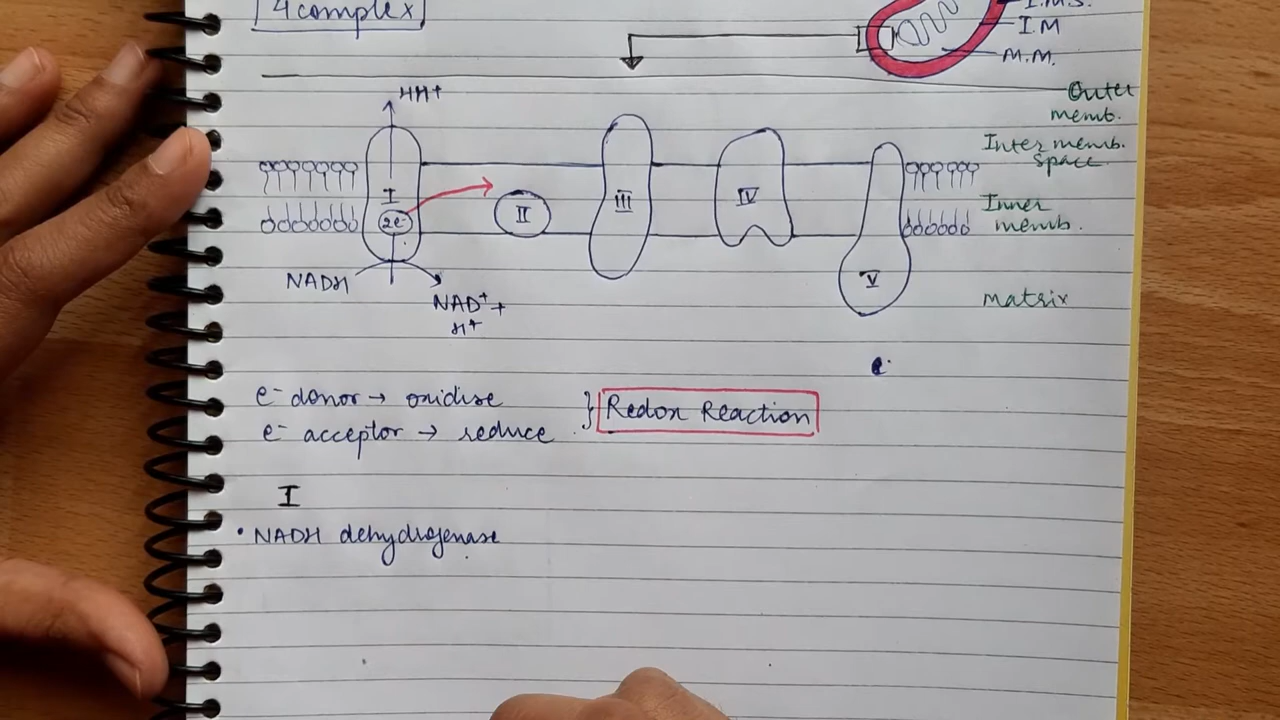 4 complex
I.M.S.
I.M
M.M.
Outer
memb.
4H+
Inter memb.
space
I
II
III
IV
2e-
Inner
memb.
NADH
NAD+ +
H+
V
matrix
e-
e- donor → oxidise
e- acceptor → reduce
} Redox Reaction
I
• NADH dehydrogenase